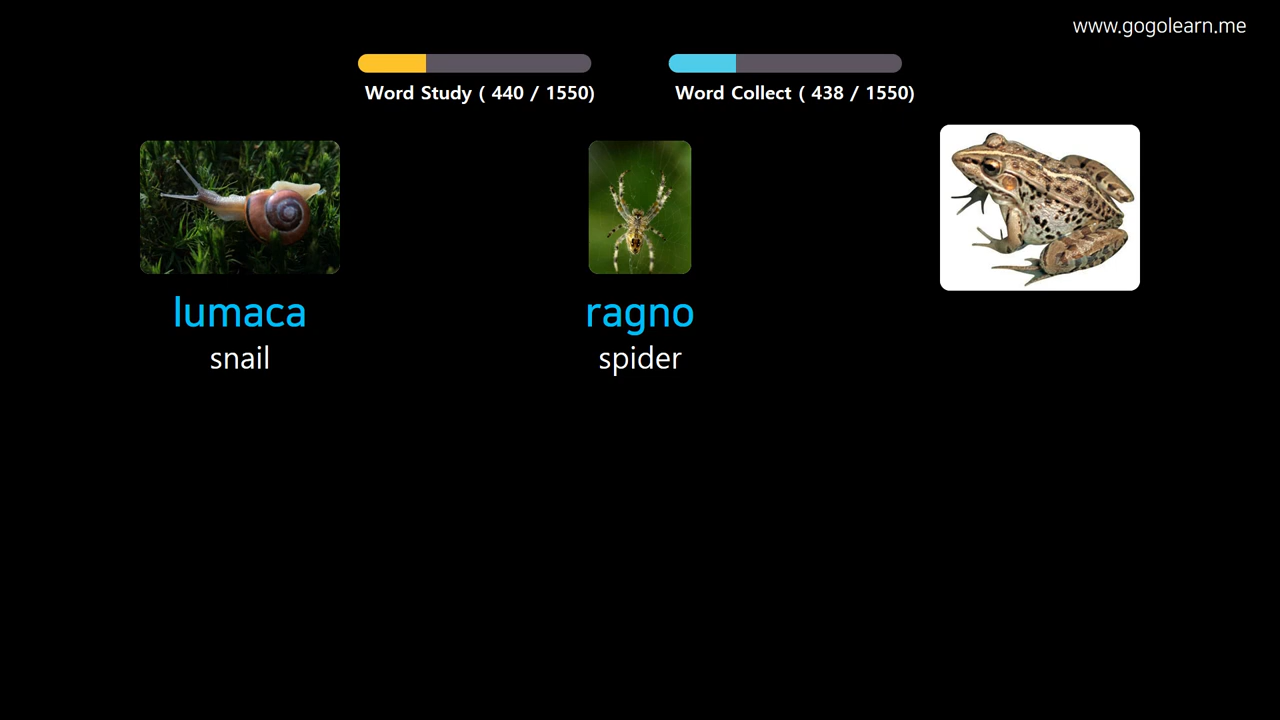 www.gogolearn.me
Word Study ( 440 / 1550)
Word Collect ( 438 / 1550)
lumaca
snail
ragno
spider